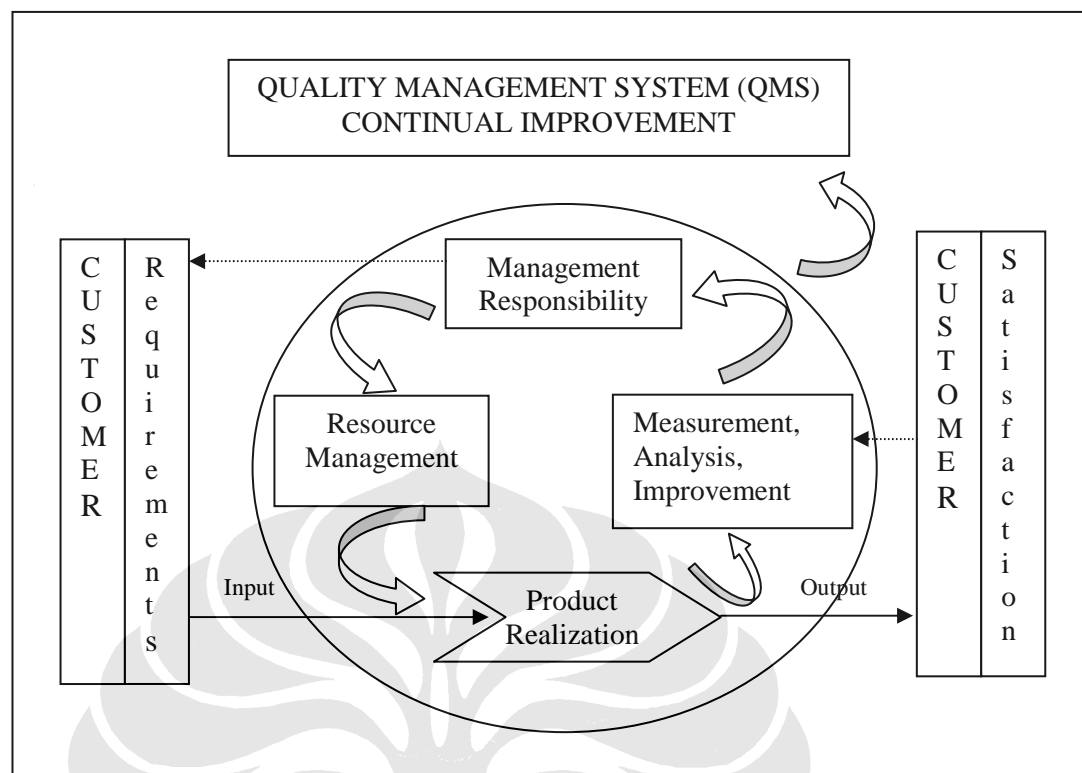 QUALITY MANAGEMENT SYSTEM (QMS)
CONTINUAL IMPROVEMENT
CUSTOMER
Requirements
Management
Responsibility
CUSTOMER
Satisfaction
Resource
Management
Measurement,
Analysis,
Improvement
Input
Product
Realization
Output